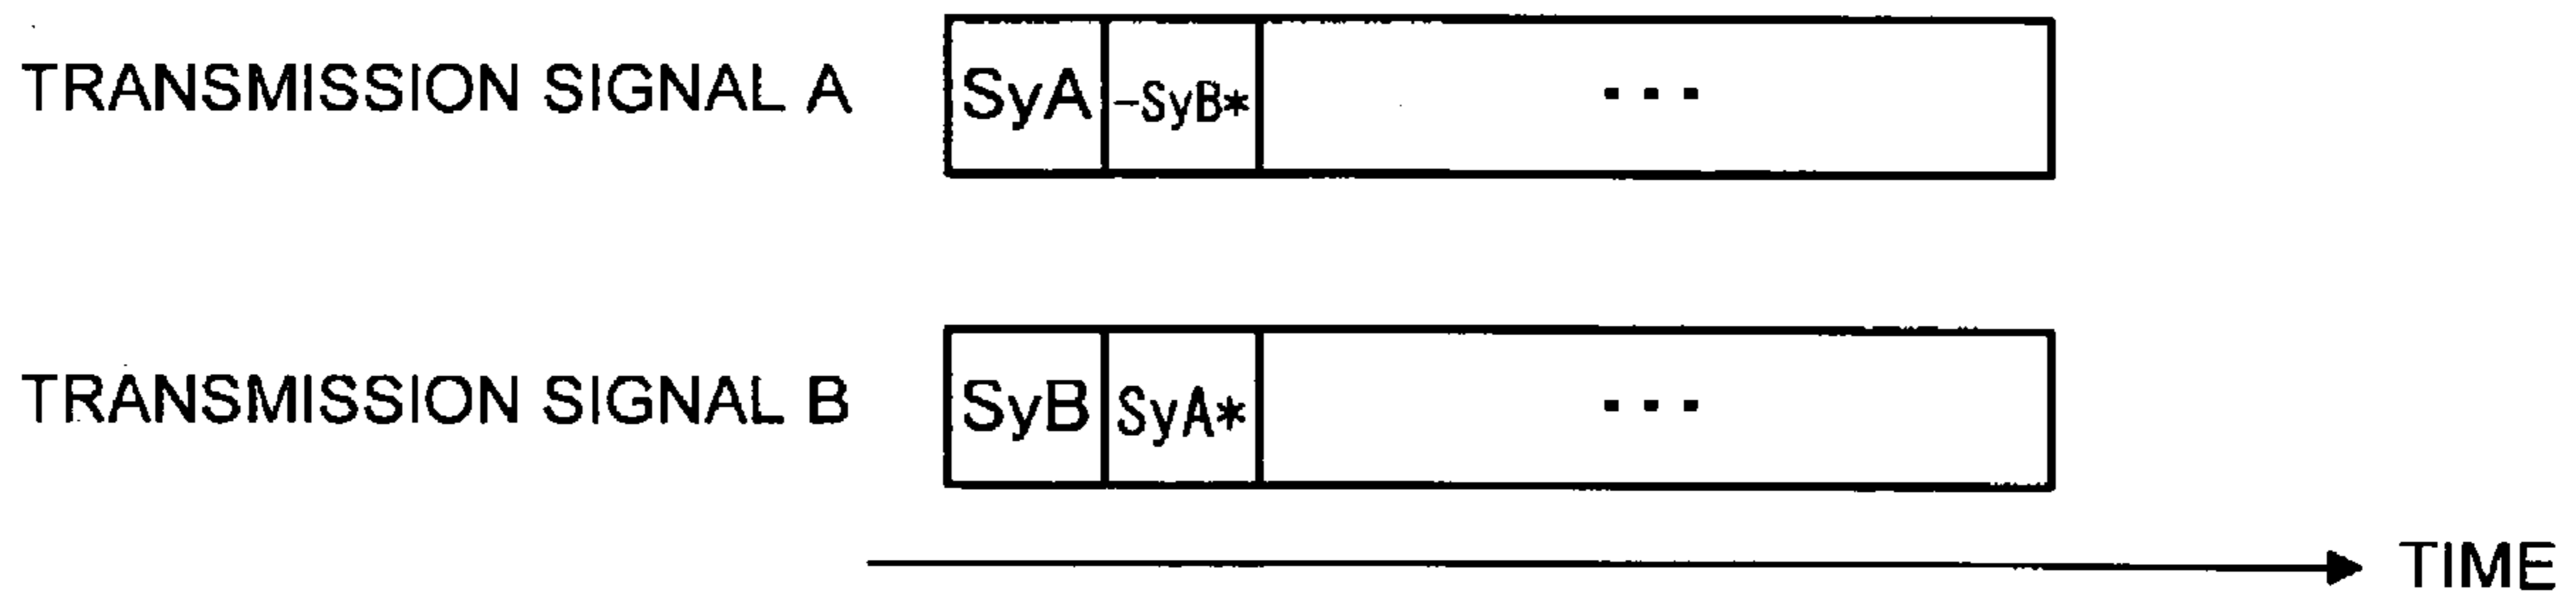 TRANSMISSION SIGNAL A SyA -SyB* ...
TRANSMISSION SIGNAL B SyB SyA* ...
TIME